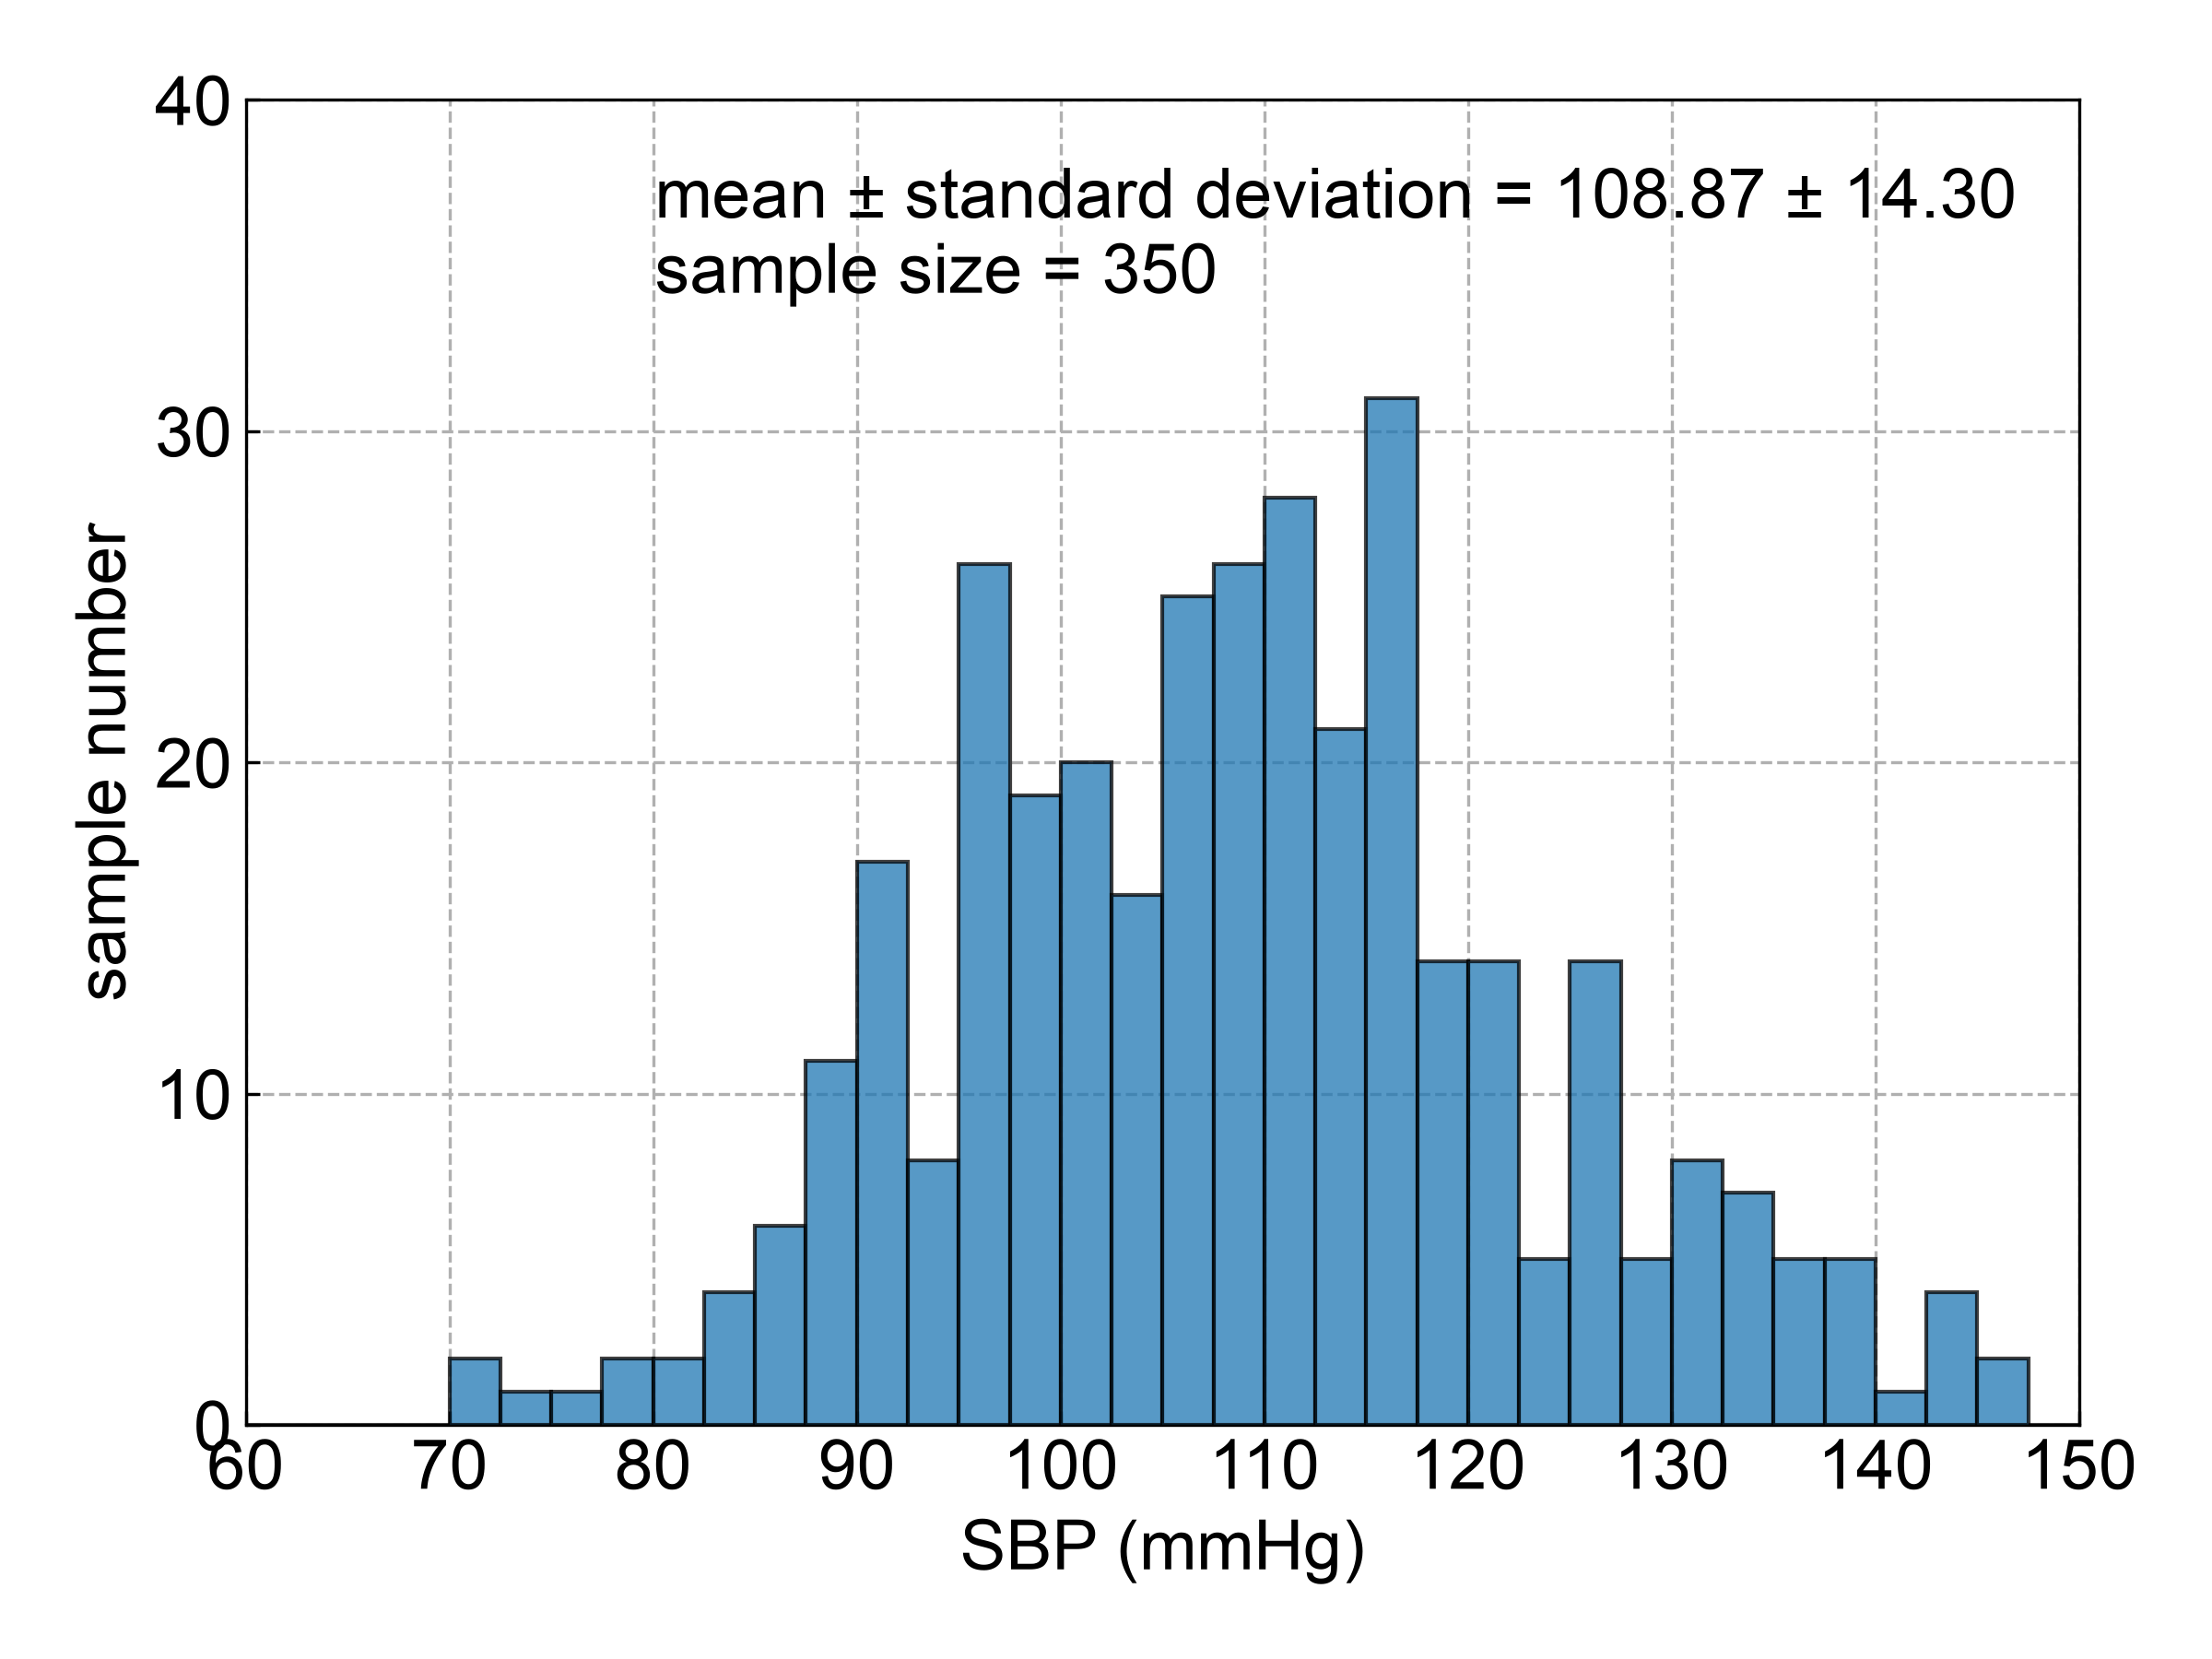 mean ± standard deviation = 108.87 ± 14.30
sample size = 350
40
30
20
10
0
sample number
60 70 80 90 100 110 120 130 140 150
SBP (mmHg)